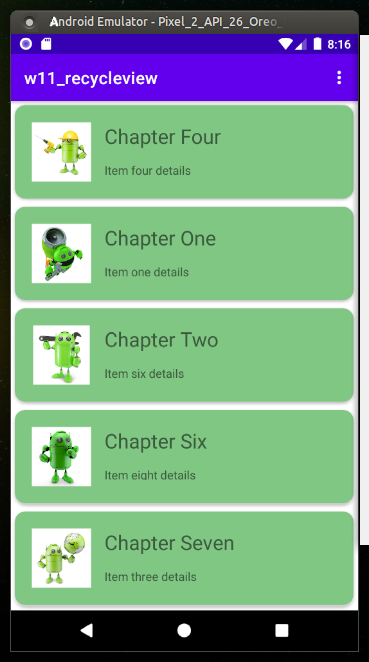 Android Emulator - Pixel_2_API_26_Oreo_
8:16
w11_recycleview
Chapter Four
Item four details
Chapter One
Item one details
Chapter Two
Item six details
Chapter Six
Item eight details
Chapter Seven
Item three details